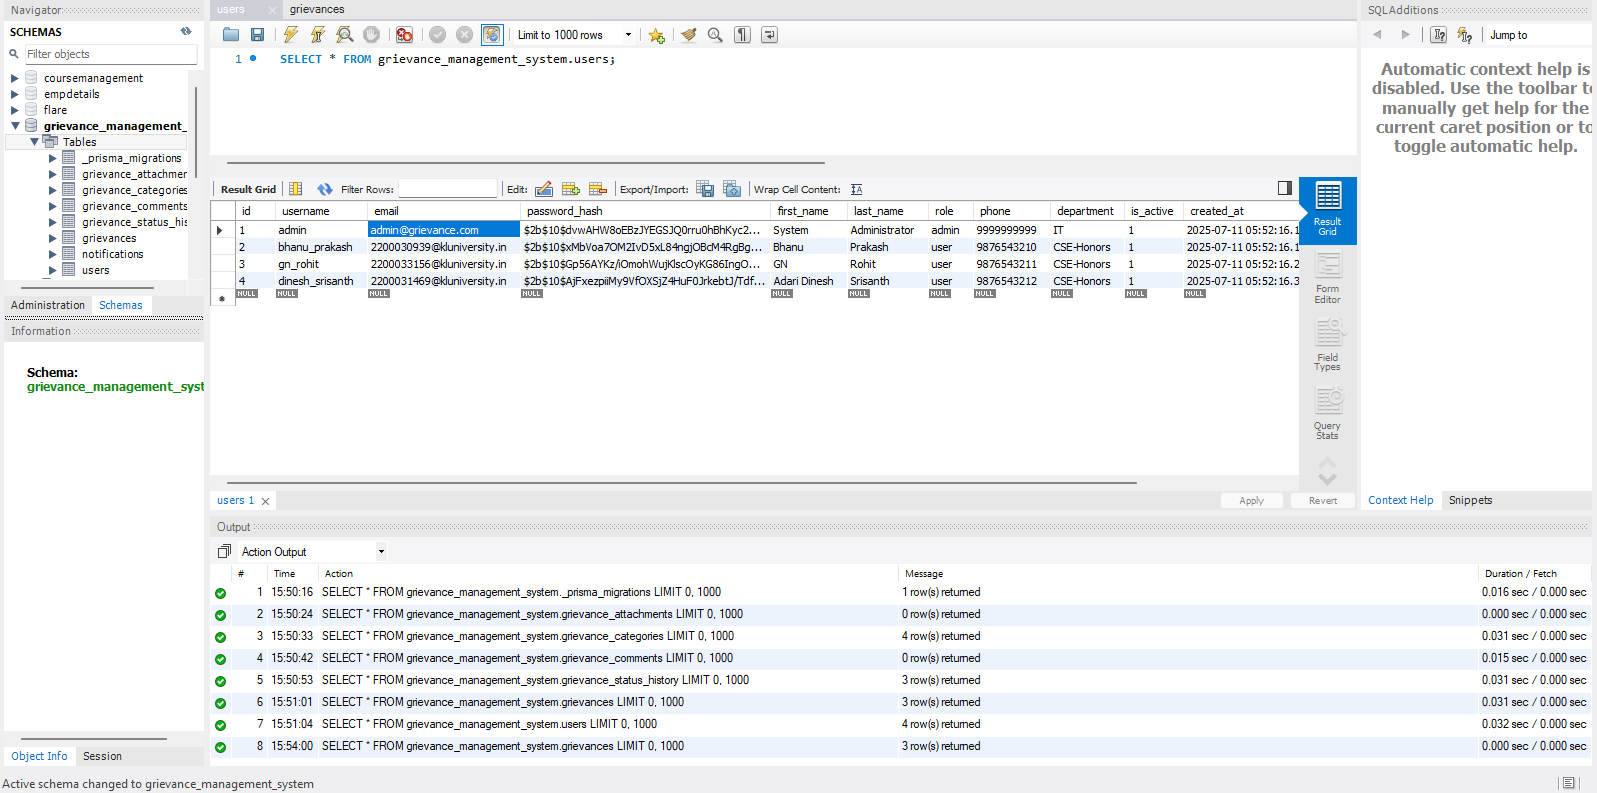 Navigator
SCHEMAS
Filter objects
coursemanagement
empdetails
flare
grievance_management_
Tables
_prisma_migrations
grievance_attachmer
grievance_categories
grievance_comments
grievance_status_his
grievances
notifications
users
Administration Schemas
Information
Schema:
grievance_management_syst
Object Info Session
users grievances
Limit to 1000 rows
1 SELECT * FROM grievance_management_system.users;
Result Grid Filter Rows: Edit: Export/Import: Wrap Cell Content:
id username email password_hash first_name last_name role phone department is_active created_at
1 admin admin@grievance.com $2b$10$dvwAHW8oEBzJYEGSJQ0rru0hBhKyc2... System Administrator admin 9999999999 IT 1 2025-07-11 05:52:16.1
2 bhanu_prakash 2200030939@kluniversity.in $2b$10$xMbVoa7OM2IvD5xL84ngjOBcM4RgBg... Bhanu Prakash user 9876543210 CSE-Honors 1 2025-07-11 05:52:16.2
3 gn_rohit 2200033156@kluniversity.in $2b$10$Gp56AYKz/iOmohWujKlscOyKG86IngO... GN Rohit user 9876543211 CSE-Honors 1 2025-07-11 05:52:16.2
4 dinesh_srisanth 2200031469@kluniversity.in $2b$10$AjFxezpiiMy9VfOXSjZ4HuF0JrkebtJ/Tdf... Adari Dinesh Srisanth user 9876543212 CSE-Honors 1 2025-07-11 05:52:16.3
NULL NULL NULL NULL NULL NULL NULL NULL NULL NULL NULL
Result
Grid
Form
Editor
Field
Types
Query
Stats
users 1 Apply Revert
SQLAdditions
Jump to
Automatic context help is
disabled. Use the toolbar to
manually get help for the
current caret position or to
toggle automatic help.
Context Help Snippets
Output
Action Output
# Time Action Message Duration / Fetch
1 15:50:16 SELECT * FROM grievance_management_system._prisma_migrations LIMIT 0, 1000 1 row(s) returned 0.016 sec / 0.000 sec
2 15:50:24 SELECT * FROM grievance_management_system.grievance_attachments LIMIT 0, 1000 0 row(s) returned 0.000 sec / 0.000 sec
3 15:50:33 SELECT * FROM grievance_management_system.grievance_categories LIMIT 0, 1000 4 row(s) returned 0.031 sec / 0.000 sec
4 15:50:42 SELECT * FROM grievance_management_system.grievance_comments LIMIT 0, 1000 0 row(s) returned 0.015 sec / 0.000 sec
5 15:50:53 SELECT * FROM grievance_management_system.grievance_status_history LIMIT 0, 1000 3 row(s) returned 0.031 sec / 0.000 sec
6 15:51:01 SELECT * FROM grievance_management_system.grievances LIMIT 0, 1000 3 row(s) returned 0.031 sec / 0.000 sec
7 15:51:04 SELECT * FROM grievance_management_system.users LIMIT 0, 1000 4 row(s) returned 0.032 sec / 0.000 sec
8 15:54:00 SELECT * FROM grievance_management_system.grievances LIMIT 0, 1000 3 row(s) returned 0.000 sec / 0.000 sec
Active schema changed to grievance_management_system